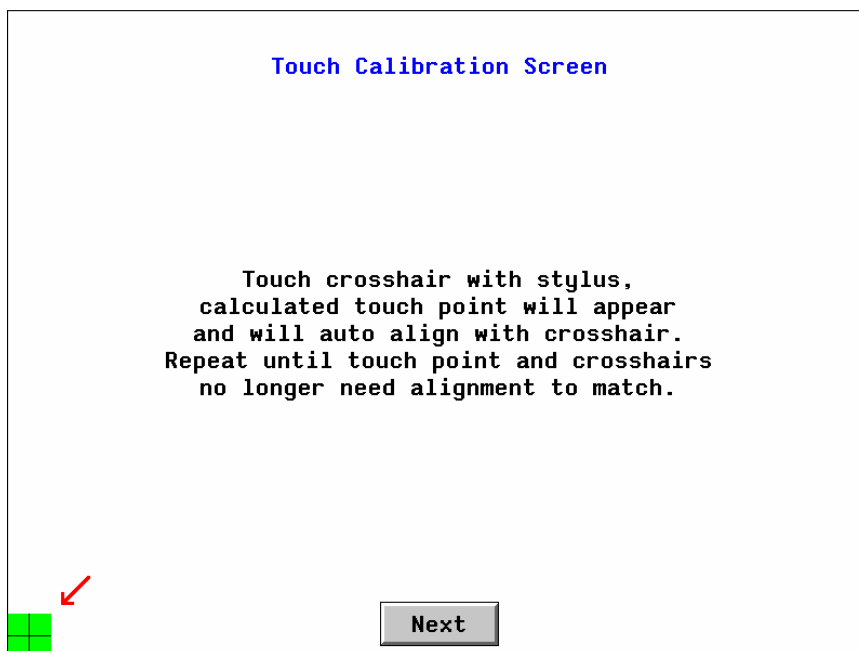 Touch Calibration Screen
Touch crosshair with stylus,
calculated touch point will appear
and will auto align with crosshair.
Repeat until touch point and crosshairs
no longer need alignment to match.
Next